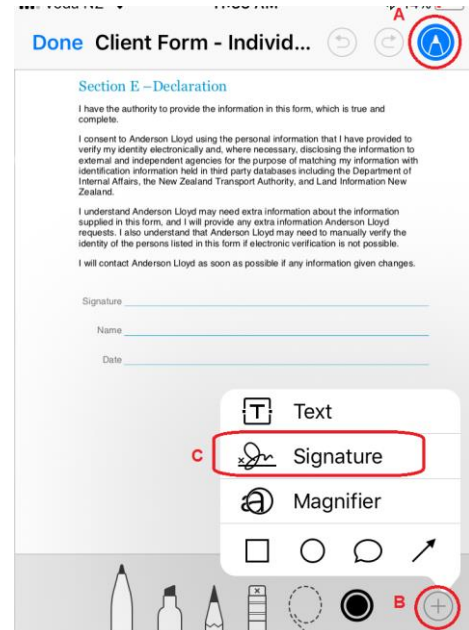 A
Done Client Form - Individ...
Section E –Declaration
I have the authority to provide the information in this form, which is true and
complete.
I consent to Anderson Lloyd using the personal information that I have provided to
verify my identity electronically and, where necessary, disclosing the information to
external and independent agencies for the purpose of matching my information with
identification information held in third party databases including the Department of
Internal Affairs, the New Zealand Transport Authority, and Land Information New
Zealand.
I understand Anderson Lloyd may need extra information about the information
supplied in this form, and I will provide any extra information Anderson Lloyd
requests. I also understand that Anderson Lloyd may need to manually verify the
identity of the persons listed in this form if electronic verification is not possible.
I will contact Anderson Lloyd as soon as possible if any information given changes.
Signature
Name
Date
Text
C Signature
Magnifier
B